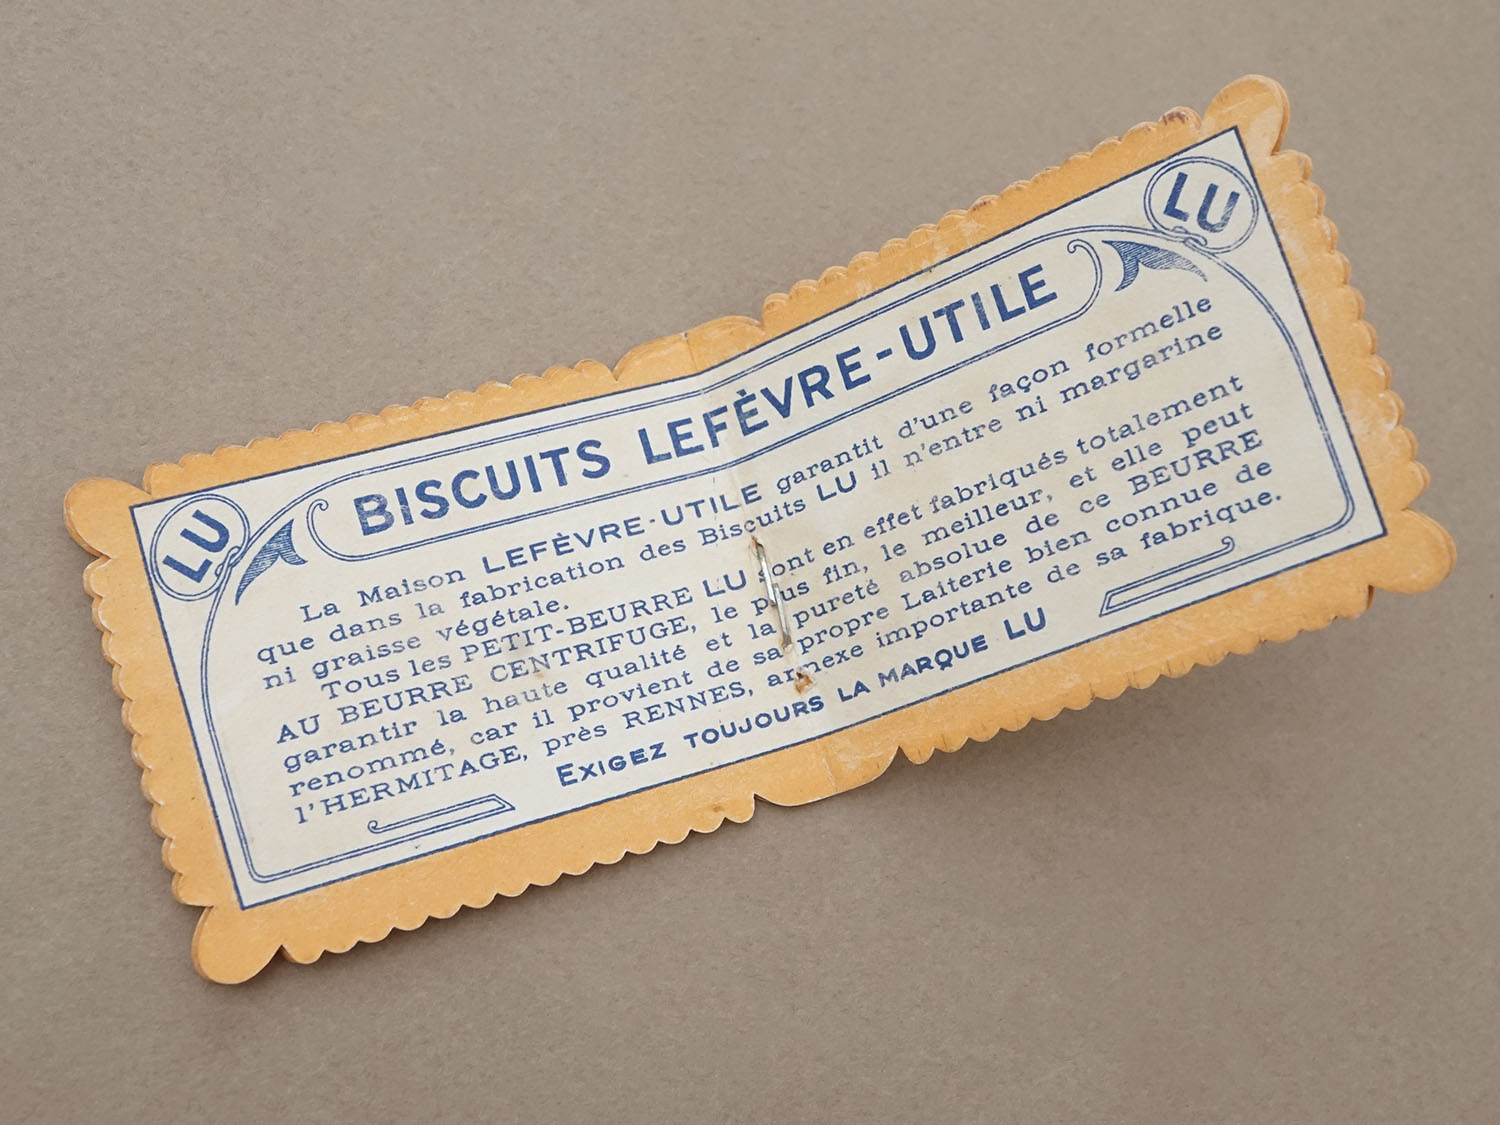 LU
LU
BISCUITS LEFÈVRE-UTILE
La Maison LEFÈVRE-UTILE garantit d'une façon formelle
que dans la fabrication des Biscuits LU il n'entre ni margarine
ni graisse végétale.
Tous les PETIT-BEURRE LU sont en effet fabriqués totalement
AU BEURRE CENTRIFUGE, le plus fin, le meilleur, et elle peut
garantir la haute qualité et la pureté absolue de ce BEURRE
renommé, car il provient de sa propre Laiterie bien connue de
l'HERMITAGE, près RENNES, annexe importante de sa fabrique.
EXIGEZ TOUJOURS LA MARQUE LU